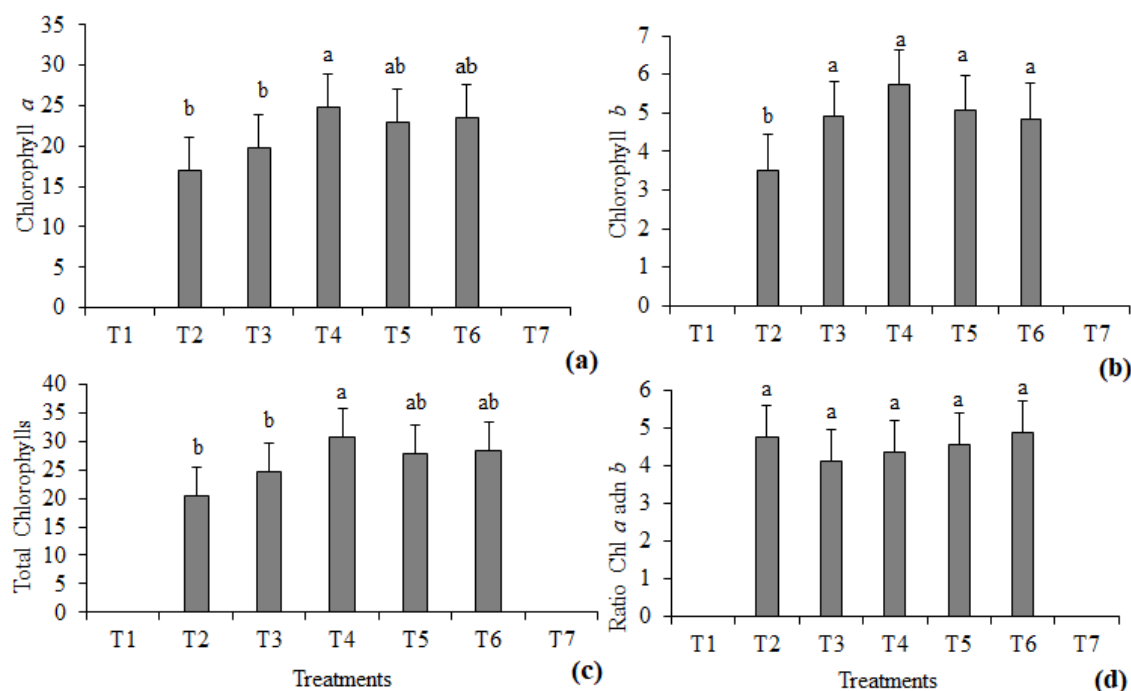 Chlorophyll a
35
30
25
20
15
10
5
0
b b a ab ab
T1 T2 T3 T4 T5 T6 T7
(a)
Chlorophyll b
7
6
5
4
3
2
1
0
b a a a a
T1 T2 T3 T4 T5 T6 T7
(b)
Total Chlorophylls
40
35
30
25
20
15
10
5
0
b b a ab ab
T1 T2 T3 T4 T5 T6 T7
Treatments
(c)
Ratio Chl a adn b
6
5
4
3
2
1
0
a a a a a
T1 T2 T3 T4 T5 T6 T7
Treatments
(d)